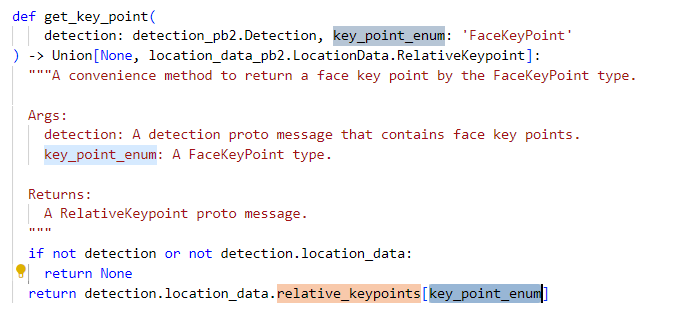 def get_key_point(
    detection: detection_pb2.Detection, key_point_enum: 'FaceKeyPoint'
) -> Union[None, location_data_pb2.LocationData.RelativeKeypoint]:
  """A convenience method to return a face key point by the FaceKeyPoint type.

  Args:
    detection: A detection proto message that contains face key points.
    key_point_enum: A FaceKeyPoint type.

  Returns:
    A RelativeKeypoint proto message.
  """
  if not detection or not detection.location_data:
    return None
  return detection.location_data.relative_keypoints[key_point_enum]